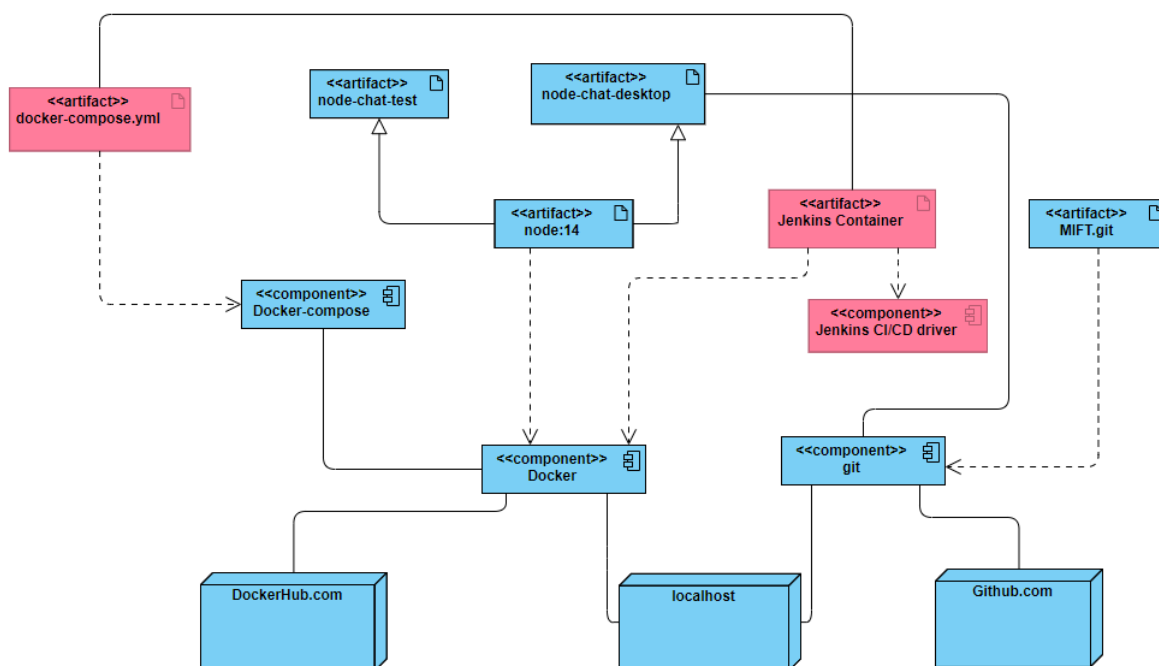 <<artifact>>
docker-compose.yml
<<artifact>>
node-chat-test
<<artifact>>
node-chat-desktop
<<artifact>>
node:14
<<artifact>>
Jenkins Container
<<artifact>>
MIFT.git
<<component>>
Docker-compose
<<component>>
Jenkins CI/CD driver
<<component>>
Docker
<<component>>
git
DockerHub.com
localhost
Github.com